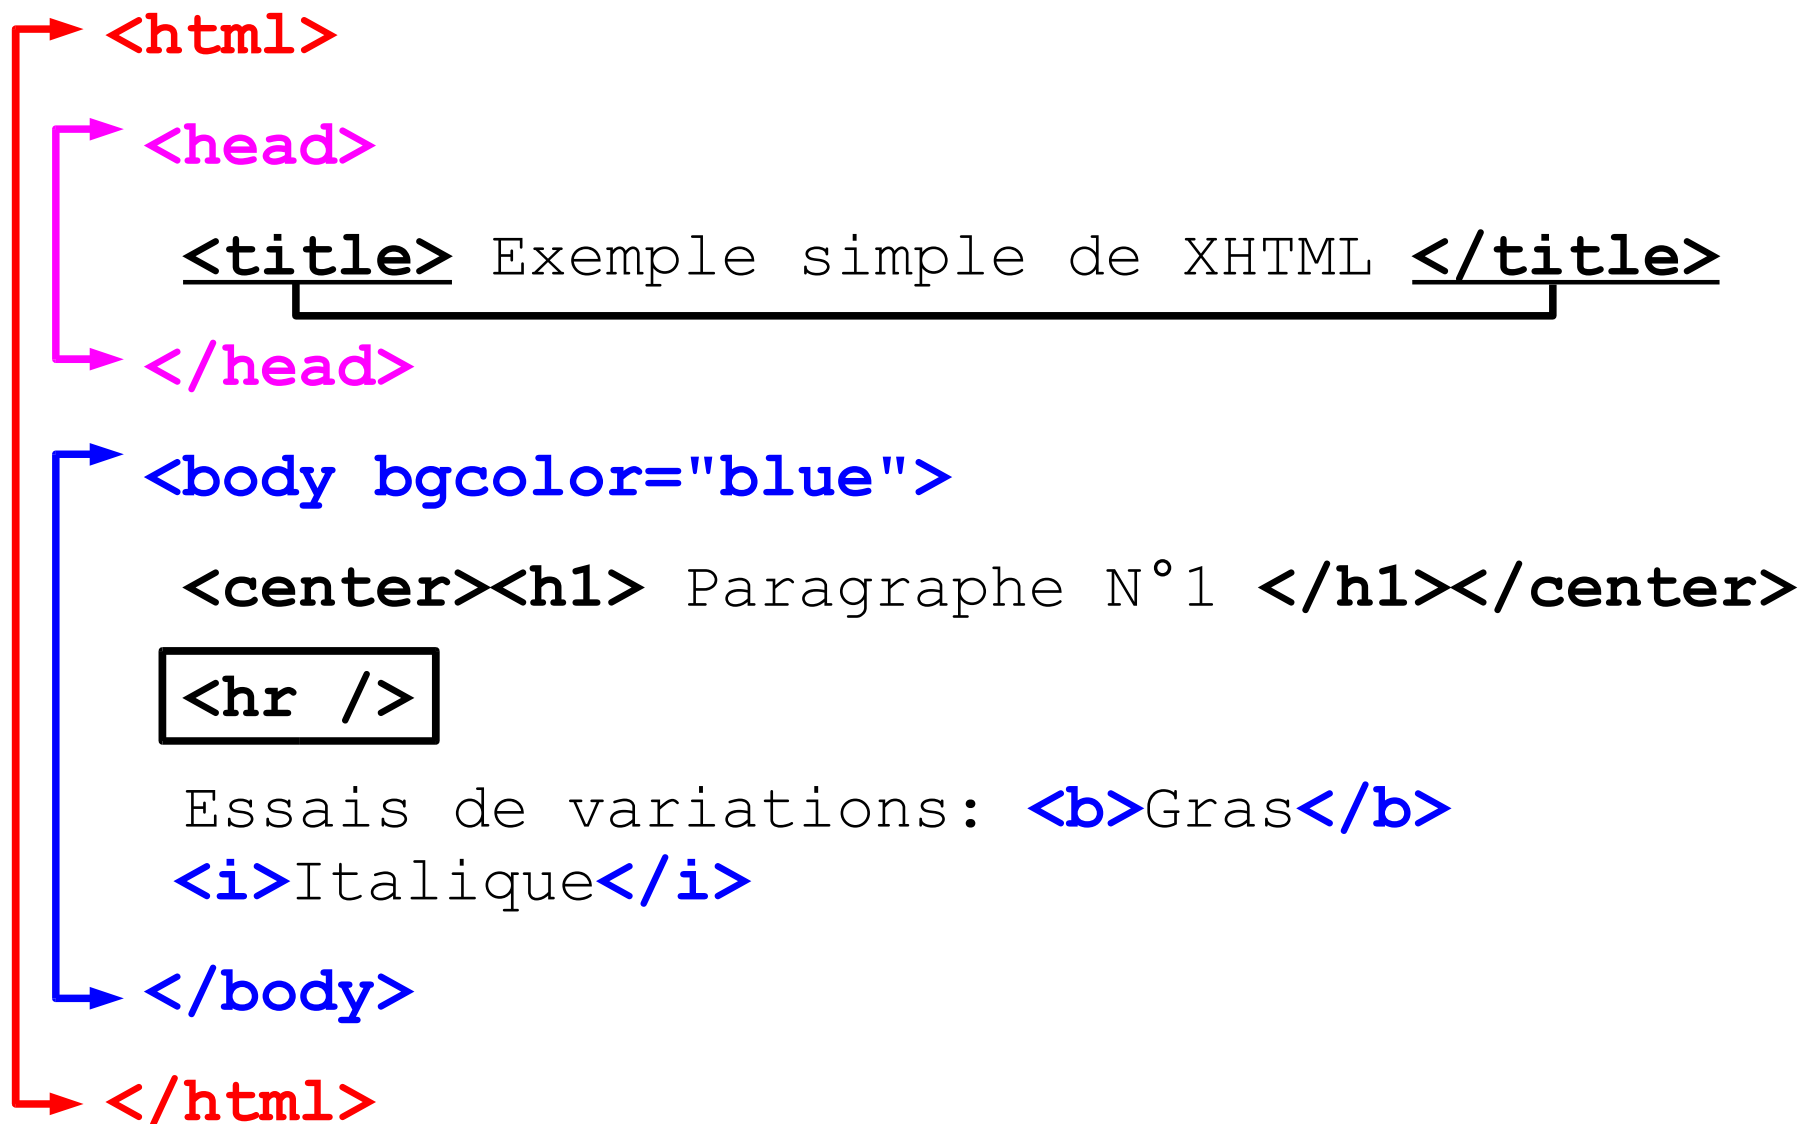 <html>
<head>
<title> Exemple simple de XHTML </title>
</head>
<body bgcolor="blue">
<center><h1> Paragraphe N°1 </h1></center>
<hr />
Essais de variations: <b>Gras</b>
<i>Italique</i>
</body>
</html>